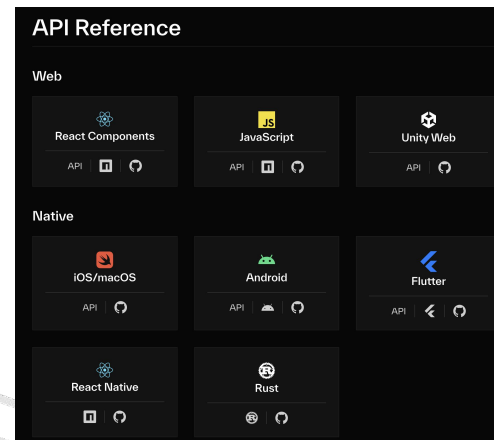 API Reference
Web
React Components
API
JS
JavaScript
API
Unity Web
API
Native
iOS/macOS
API
Android
API
Flutter
API
React Native
Rust